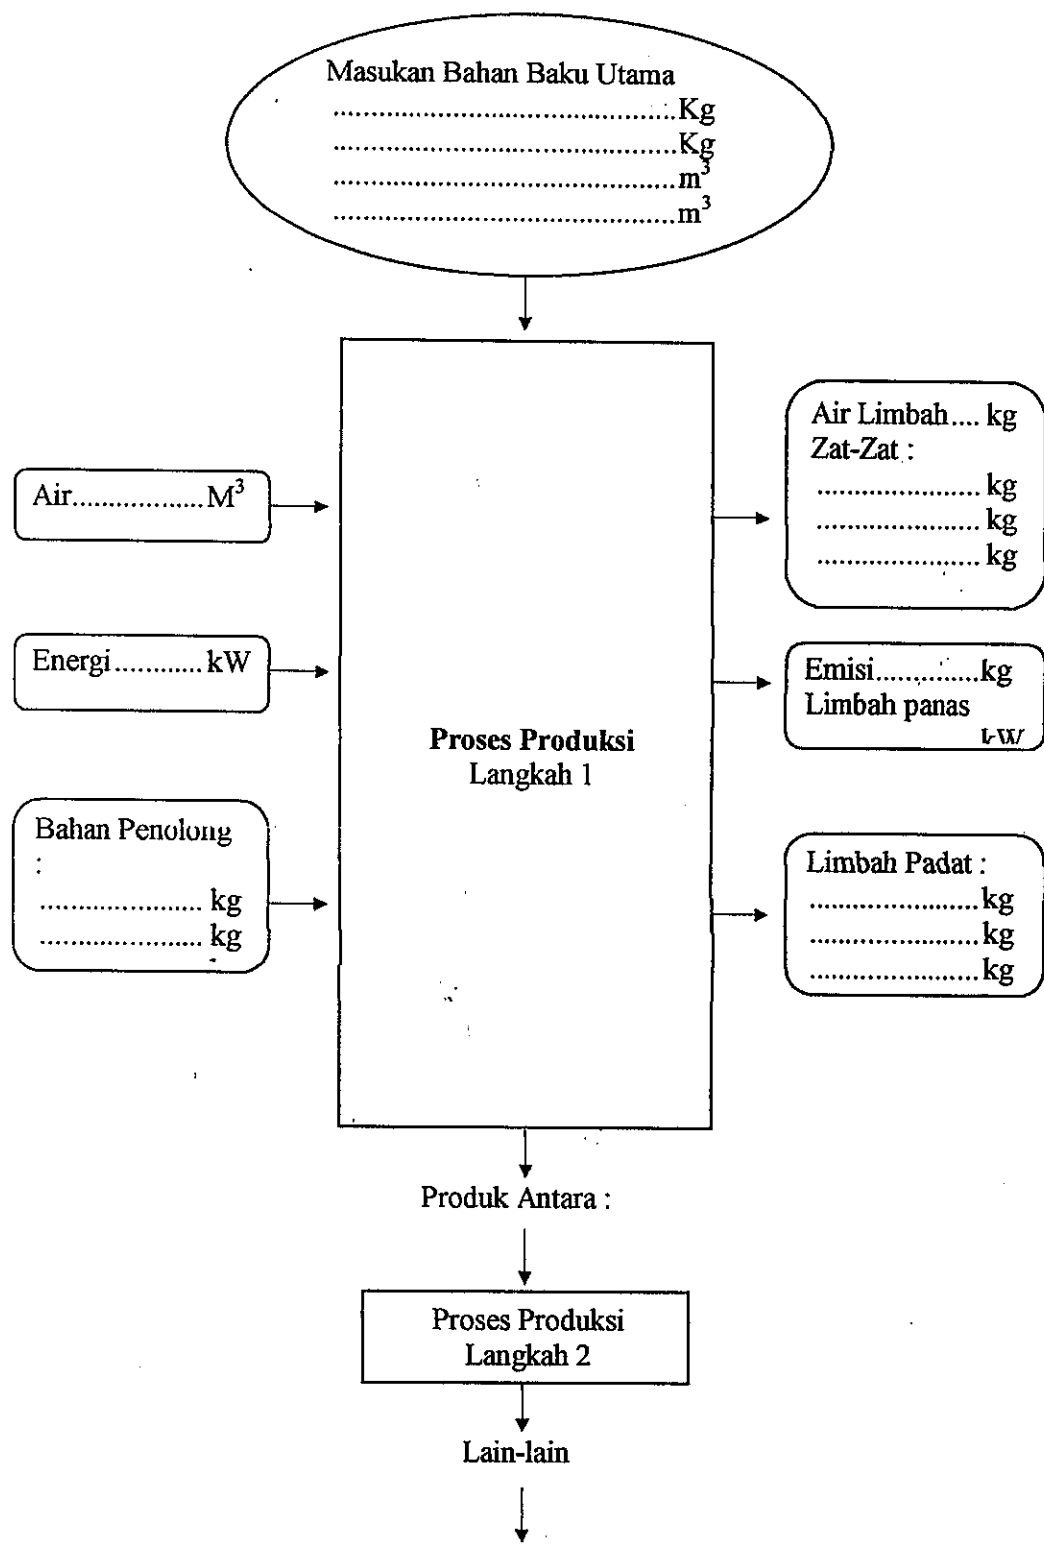 Masukan Bahan Baku Utama
.............................................Kg
.............................................Kg
.............................................m³
.............................................m³
Air.................M³
Energi............kW
Bahan Penolong
:
...................... kg
...................... kg
Proses Produksi
Langkah 1
Air Limbah.... kg
Zat-Zat :
...................... kg
...................... kg
...................... kg
Emisi..............kg
Limbah panas
kW
Limbah Padat :
.......................kg
.......................kg
.......................kg
Produk Antara :
Proses Produksi
Langkah 2
Lain-lain